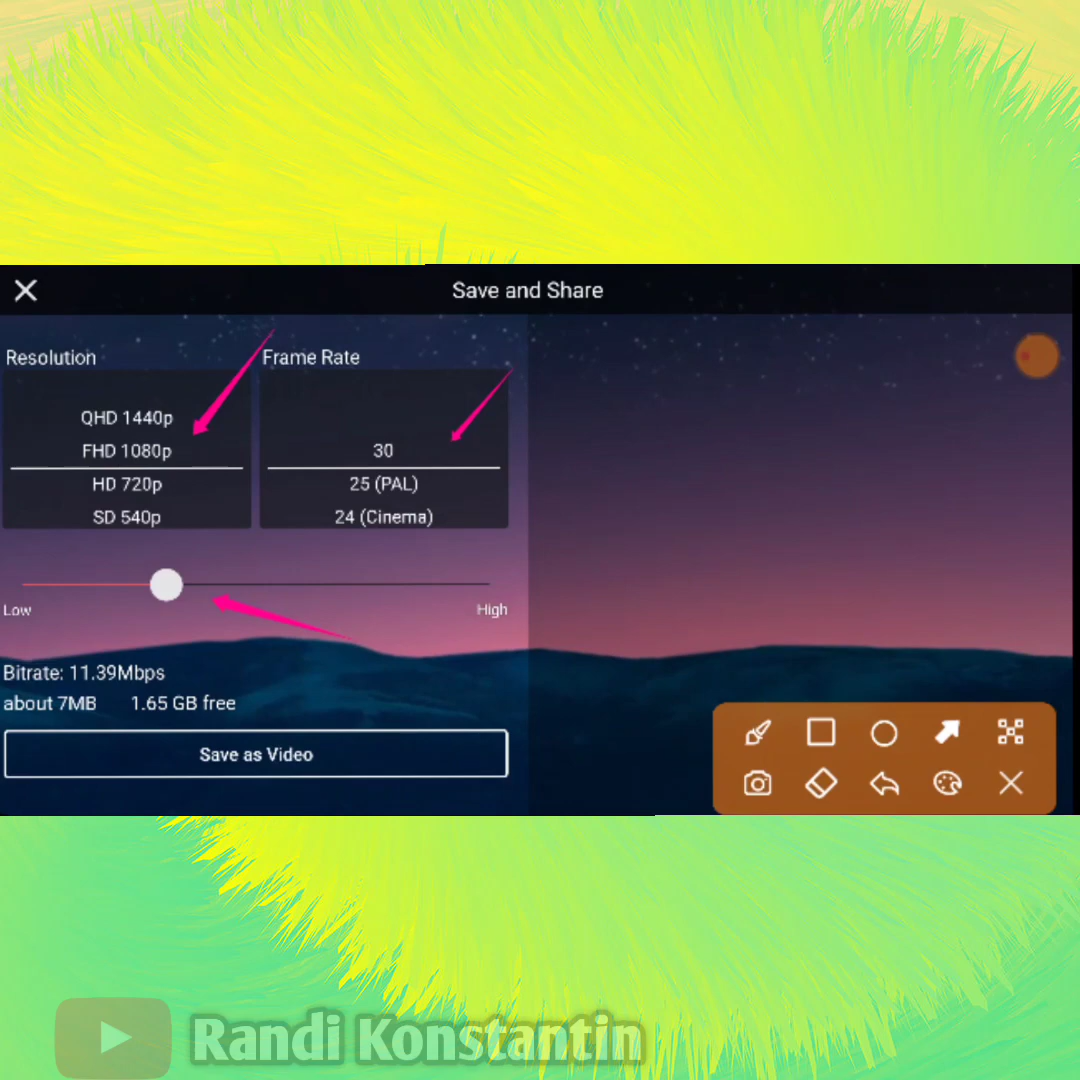 Save and Share
Resolution
Frame Rate
QHD 1440p
FHD 1080p
HD 720p
SD 540p
30
25 (PAL)
24 (Cinema)
Low
High
Bitrate: 11.39Mbps
about 7MB 1.65 GB free
Save as Video
Randi Konstantin